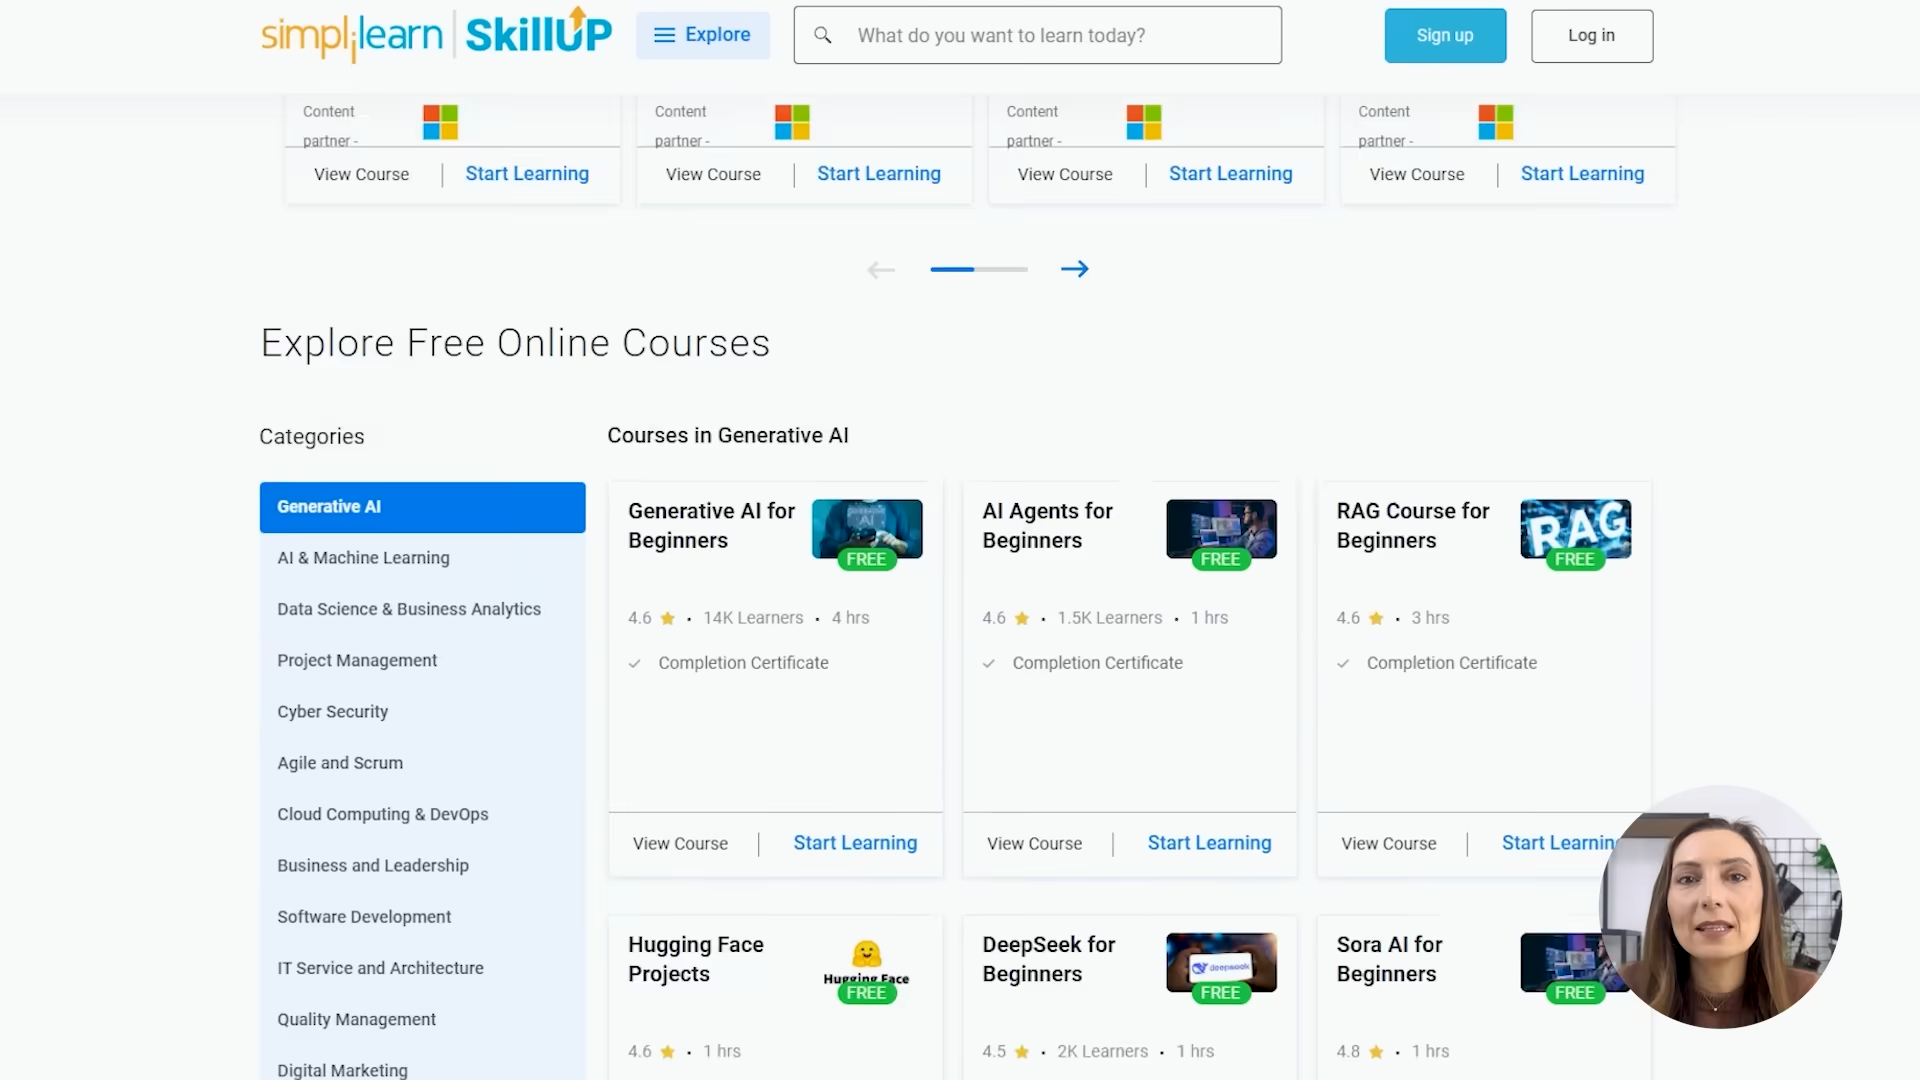 simplilearn SkillUP Explore What do you want to learn today? Sign up Log in
Content Content Content Content
partner - partner - partner - partner -
View Course Start Learning View Course Start Learning View Course Start Learning View Course Start Learning
Explore Free Online Courses
Categories
Generative AI
AI & Machine Learning
Data Science & Business Analytics
Project Management
Cyber Security
Agile and Scrum
Cloud Computing & DevOps
Business and Leadership
Software Development
IT Service and Architecture
Quality Management
Digital Marketing
Courses in Generative AI
Generative AI for
Beginners
FREE
4.6 • 14K Learners • 4 hrs
Completion Certificate
View Course Start Learning
AI Agents for
Beginners
FREE
4.6 • 1.5K Learners • 1 hrs
Completion Certificate
View Course Start Learning
RAG Course for
Beginners
RAG
FREE
4.6 • 3 hrs
Completion Certificate
View Course Start Learning
Hugging Face
Projects
Hugging Face
FREE
4.6 • 1 hrs
DeepSeek for
Beginners
deepseek
FREE
4.5 • 2K Learners • 1 hrs
Sora AI for
Beginners
FREE
4.8 • 1 hrs